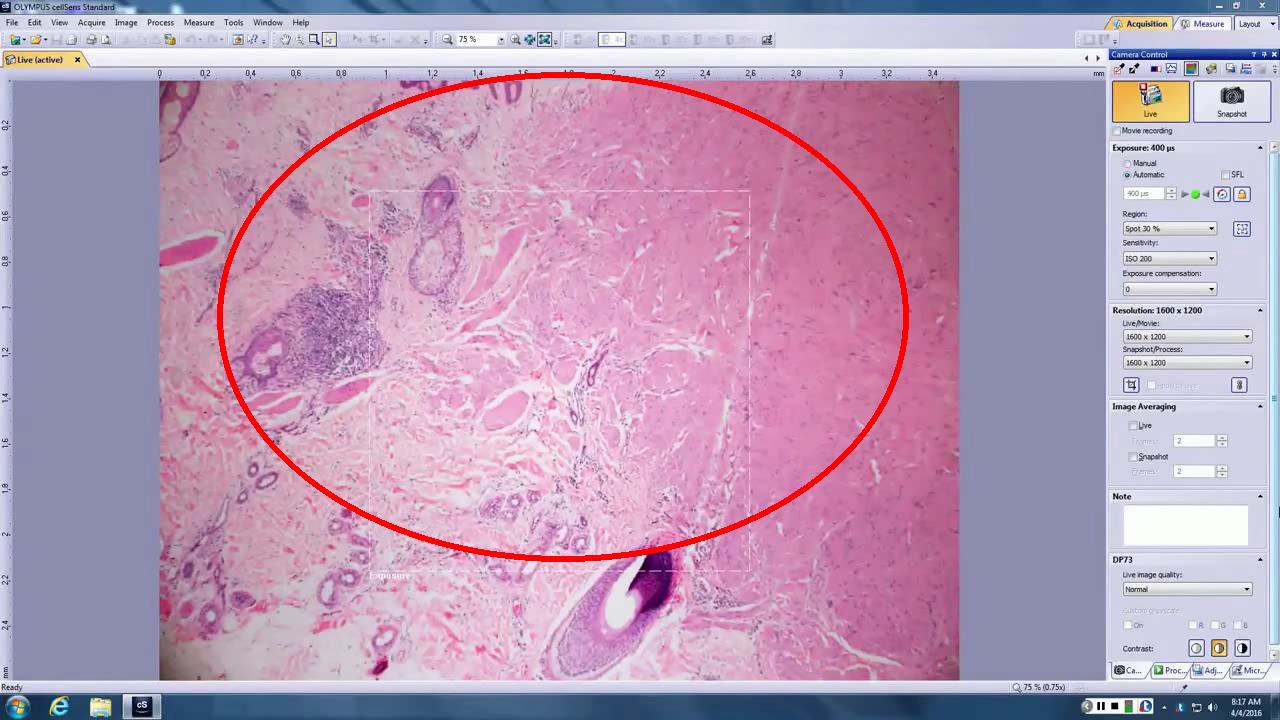 cS OLYMPUS cellSens Standard
File Edit View Acquire Image Process Measure Tools Window Help
Acquisition Measure Layout
75 %
Live (active)
Camera Control
0 0,2 0,4 0,6 0,8 1 1,2 1,4 1,6 1,8 2 2,2 2,4 2,6 2,8 3 3,2 3,4 mm
0,2
0,4
0,6
0,8
1
1,2
1,4
1,6
1,8
2
2,2
2,4
mm
Exposure
Live Snapshot
Movie recording
Exposure: 400 µs
Manual
Automatic SFL
400 µs
Region:
Spot 30 %
Sensitivity:
ISO 200
Exposure compensation:
0
Resolution: 1600 x 1200
Live/Movie:
1600 x 1200
Snapshot/Process:
1600 x 1200
Image Averaging
Live
Frames: 2
Snapshot
Frames: 2
Note
DP73
Live image quality:
Normal
Custom grayscale:
On R G B
Contrast:
Ca... Proc... Adj... Micr...
Ready
75 % (0.75x)
cS
8:17 AM
4/4/2016